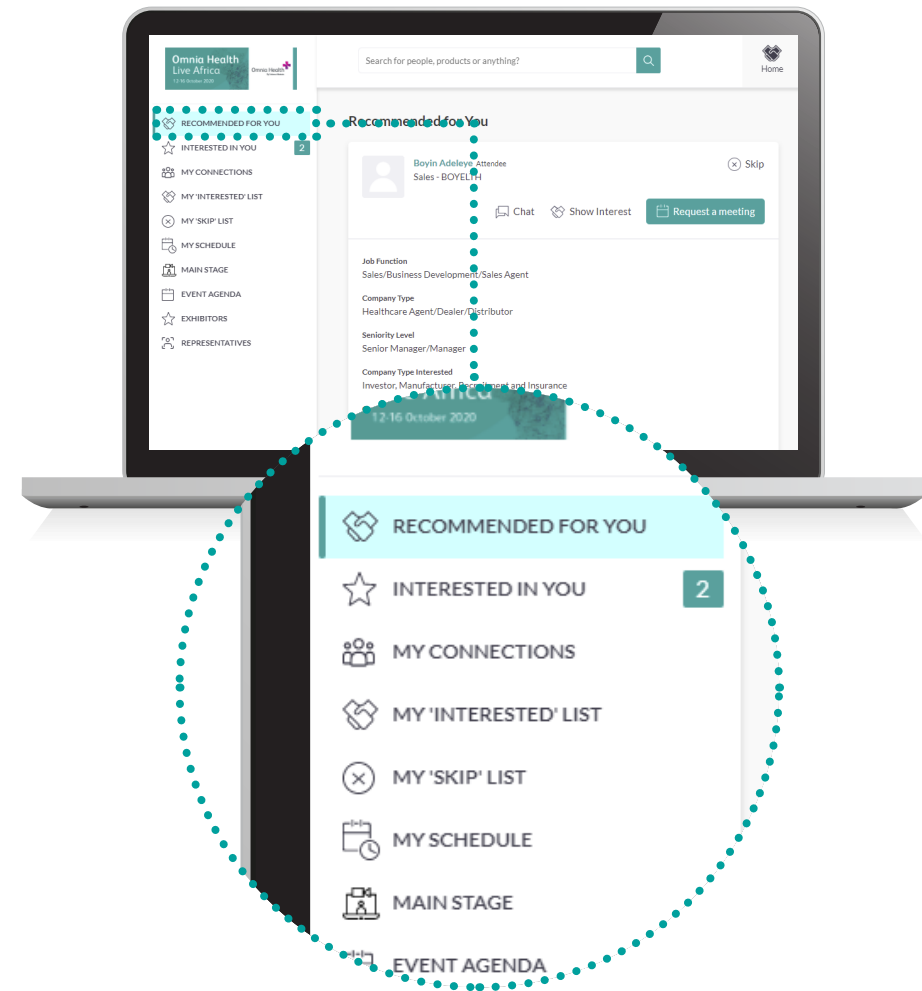 Omnia Health
Live Africa
12-16 October 2020
Omnia Health
Search for people, products or anything?
Home
RECOMMENDED FOR YOU
INTERESTED IN YOU
2
MY CONNECTIONS
MY 'INTERESTED' LIST
MY 'SKIP' LIST
MY SCHEDULE
MAIN STAGE
EVENT AGENDA
EXHIBITORS
REPRESENTATIVES
Recommended for You
Boyin Adeleye Attendee
Sales - BOYELTH
Skip
Chat
Show Interest
Request a meeting
Job Function
Sales/Business Development/Sales Agent
Company Type
Healthcare Agent/Dealer/Distributor
Seniority Level
Senior Manager/Manager
Company Type Interested
Investor, Manufacturer, Recruitment and Insurance
Africa
12-16 October 2020
RECOMMENDED FOR YOU
INTERESTED IN YOU
2
MY CONNECTIONS
MY 'INTERESTED' LIST
MY 'SKIP' LIST
MY SCHEDULE
MAIN STAGE
EVENT AGENDA